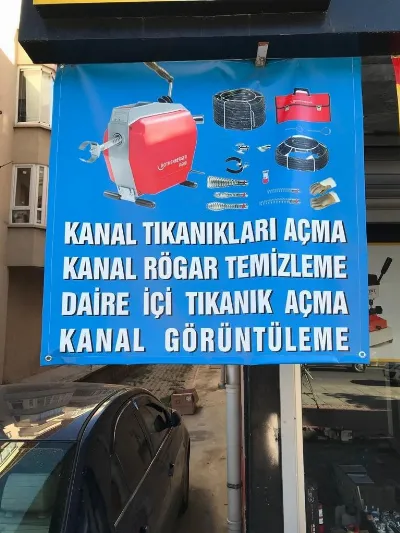 KANAL TIKANIKLARI AÇMA
KANAL RÖGAR TEMİZLEME
DAİRE İÇİ TIKANIK AÇMA
KANAL GÖRÜNTÜLEME